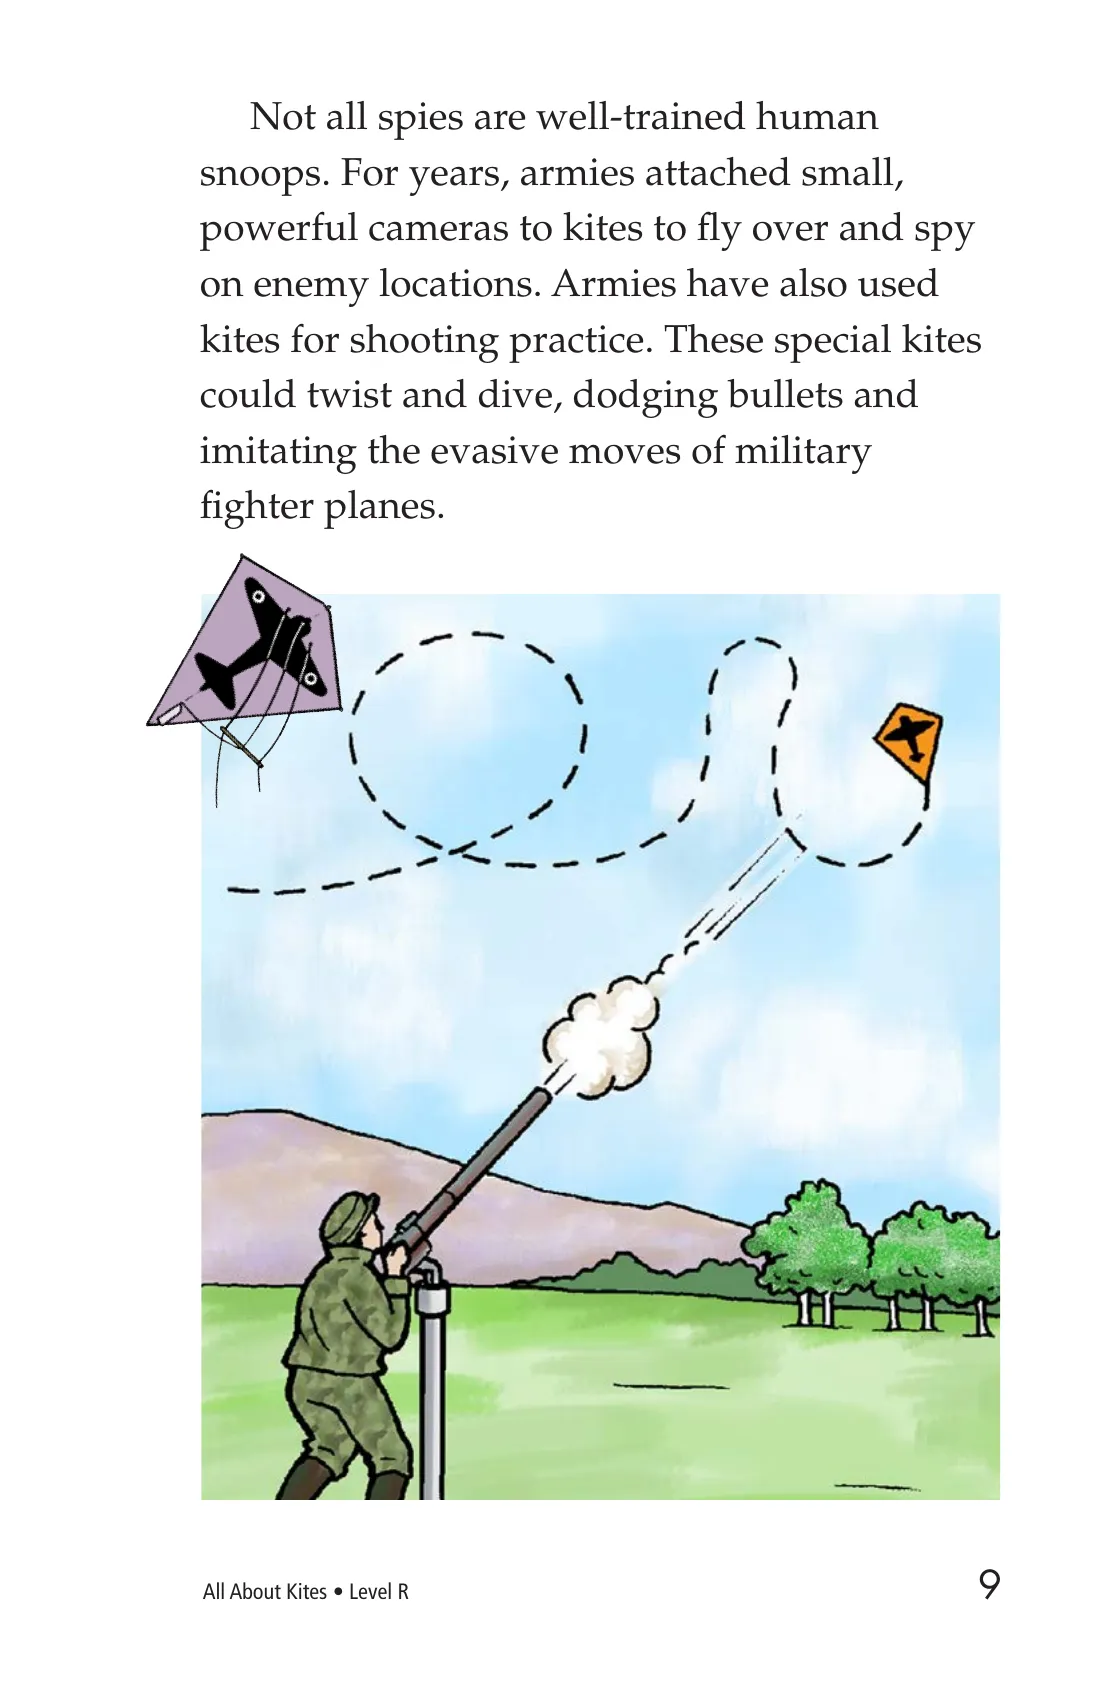 Not all spies are well-trained human
snoops. For years, armies attached small,
powerful cameras to kites to fly over and spy
on enemy locations. Armies have also used
kites for shooting practice. These special kites
could twist and dive, dodging bullets and
imitating the evasive moves of military
fighter planes.
All About Kites • Level R
9